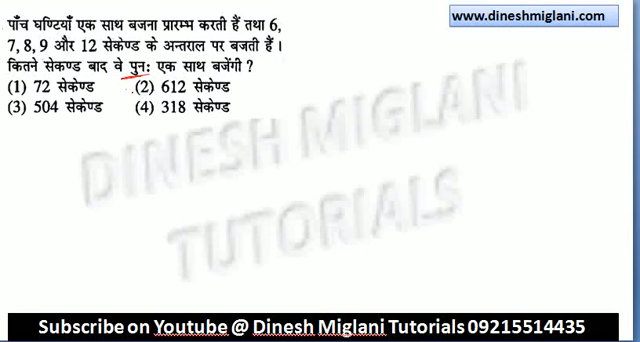 www.dineshmiglani.com
पाँच घण्टियाँ एक साथ बजना प्रारम्भ करती हैं तथा 6,
7, 8, 9 और 12 सेकेण्ड के अन्तराल पर बजती हैं ।
कितने सेकण्ड बाद वे पुनः एक साथ बजेंगी ?
(1) 72 सेकेण्ड (2) 612 सेकेण्ड
(3) 504 सेकेण्ड (4) 318 सेकेण्ड
DINESH MIGLANI
TUTORIALS
Subscribe on Youtube @ Dinesh Miglani Tutorials 09215514435